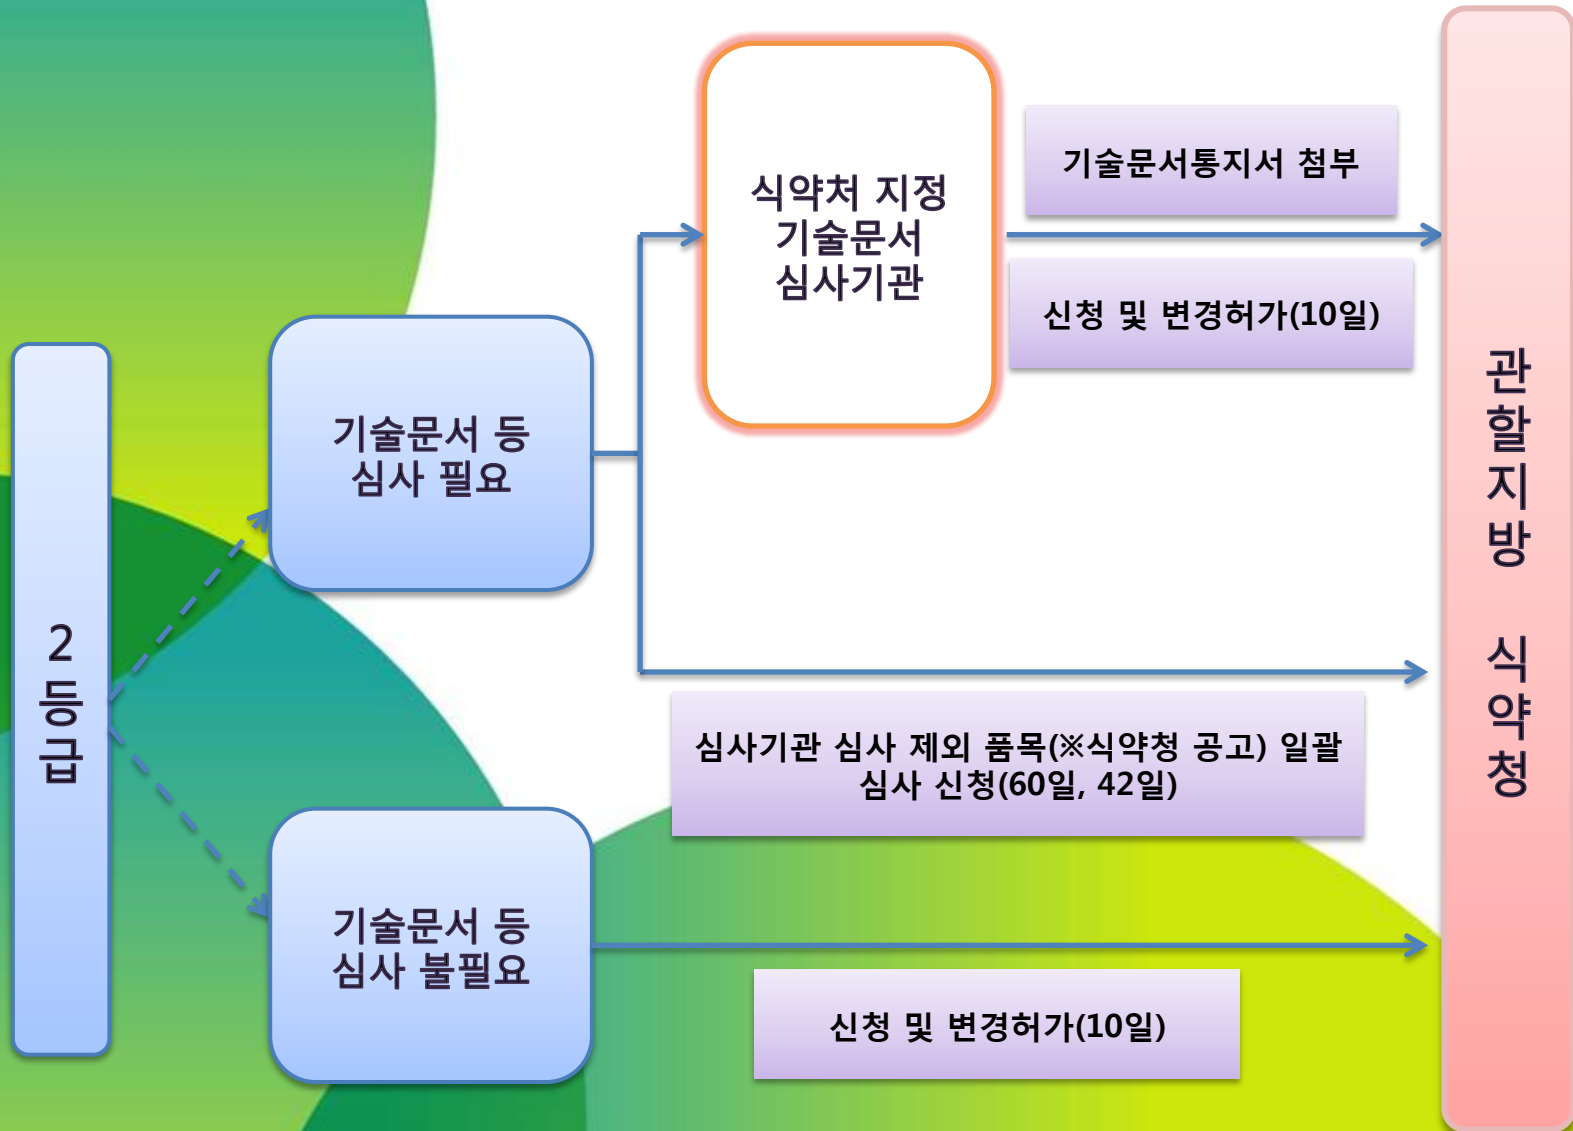 2등급
기술문서 등
심사 필요
식약처 지정
기술문서
심사기관
기술문서통지서 첨부
신청 및 변경허가(10일)
심사기관 심사 제외 품목(※식약청 공고) 일괄
심사 신청(60일, 42일)
기술문서 등
심사 불필요
신청 및 변경허가(10일)
관할지방 식약청